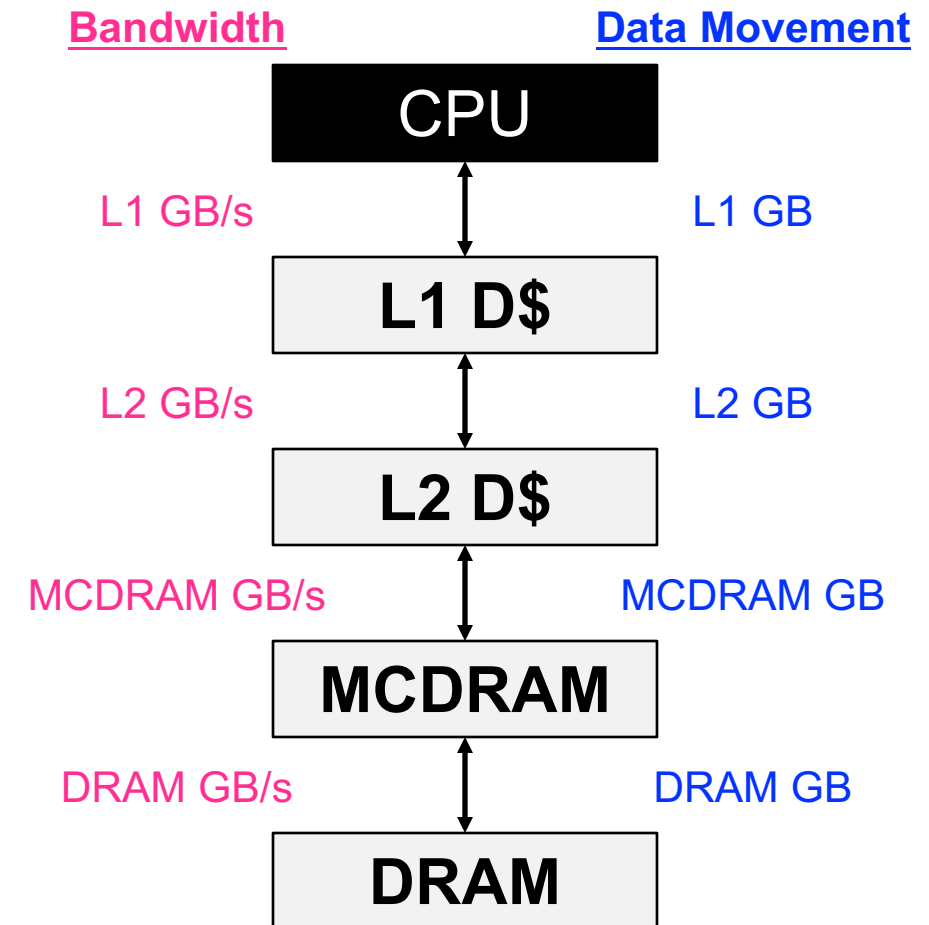 Bandwidth Data Movement
CPU
L1 GB/s L1 GB
L1 D$
L2 GB/s L2 GB
L2 D$
MCDRAM GB/s MCDRAM GB
MCDRAM
DRAM GB/s DRAM GB
DRAM